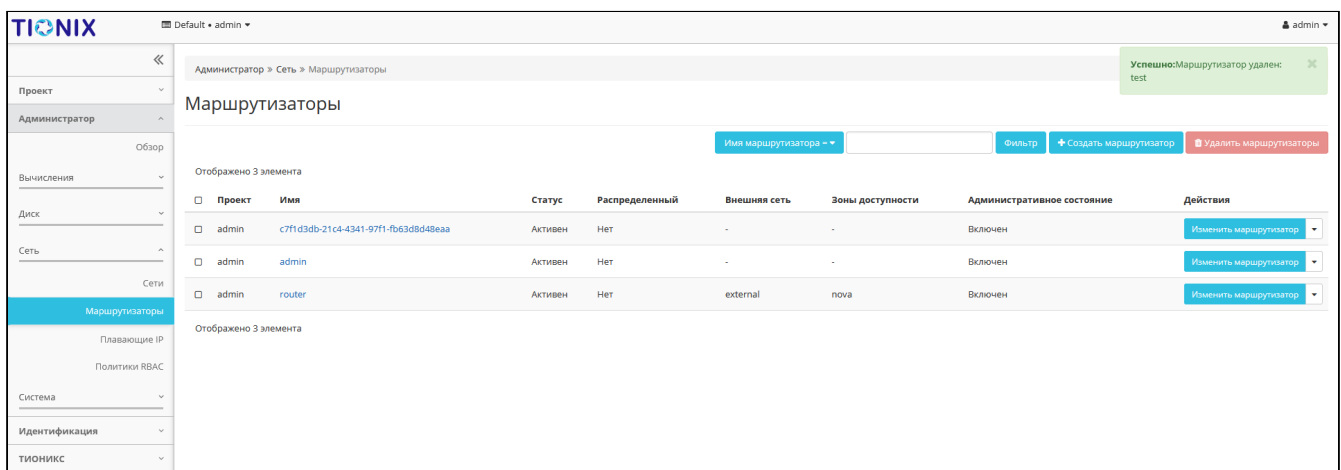 TIONIX
Default • admin
admin
Администратор » Сеть » Маршрутизаторы
Успешно:Маршрутизатор удален:
test
Проект
Администратор
Обзор
Вычисления
Диск
Сеть
Сети
Маршрутизаторы
Плавающие IP
Политики RBAC
Система
Идентификация
ТИОНИКС
Маршрутизаторы
Имя маршрутизатора =
Фильтр
Создать маршрутизатор
Удалить маршрутизаторы
Отображено 3 элемента
Проект Имя Статус Распределенный Внешняя сеть Зоны доступности Административное состояние Действия
admin c7f1d3db-21c4-4341-97f1-fb63d8d48eaa Активен Нет - - Включен Изменить маршрутизатор
admin admin Активен Нет - - Включен Изменить маршрутизатор
admin router Активен Нет external nova Включен Изменить маршрутизатор
Отображено 3 элемента